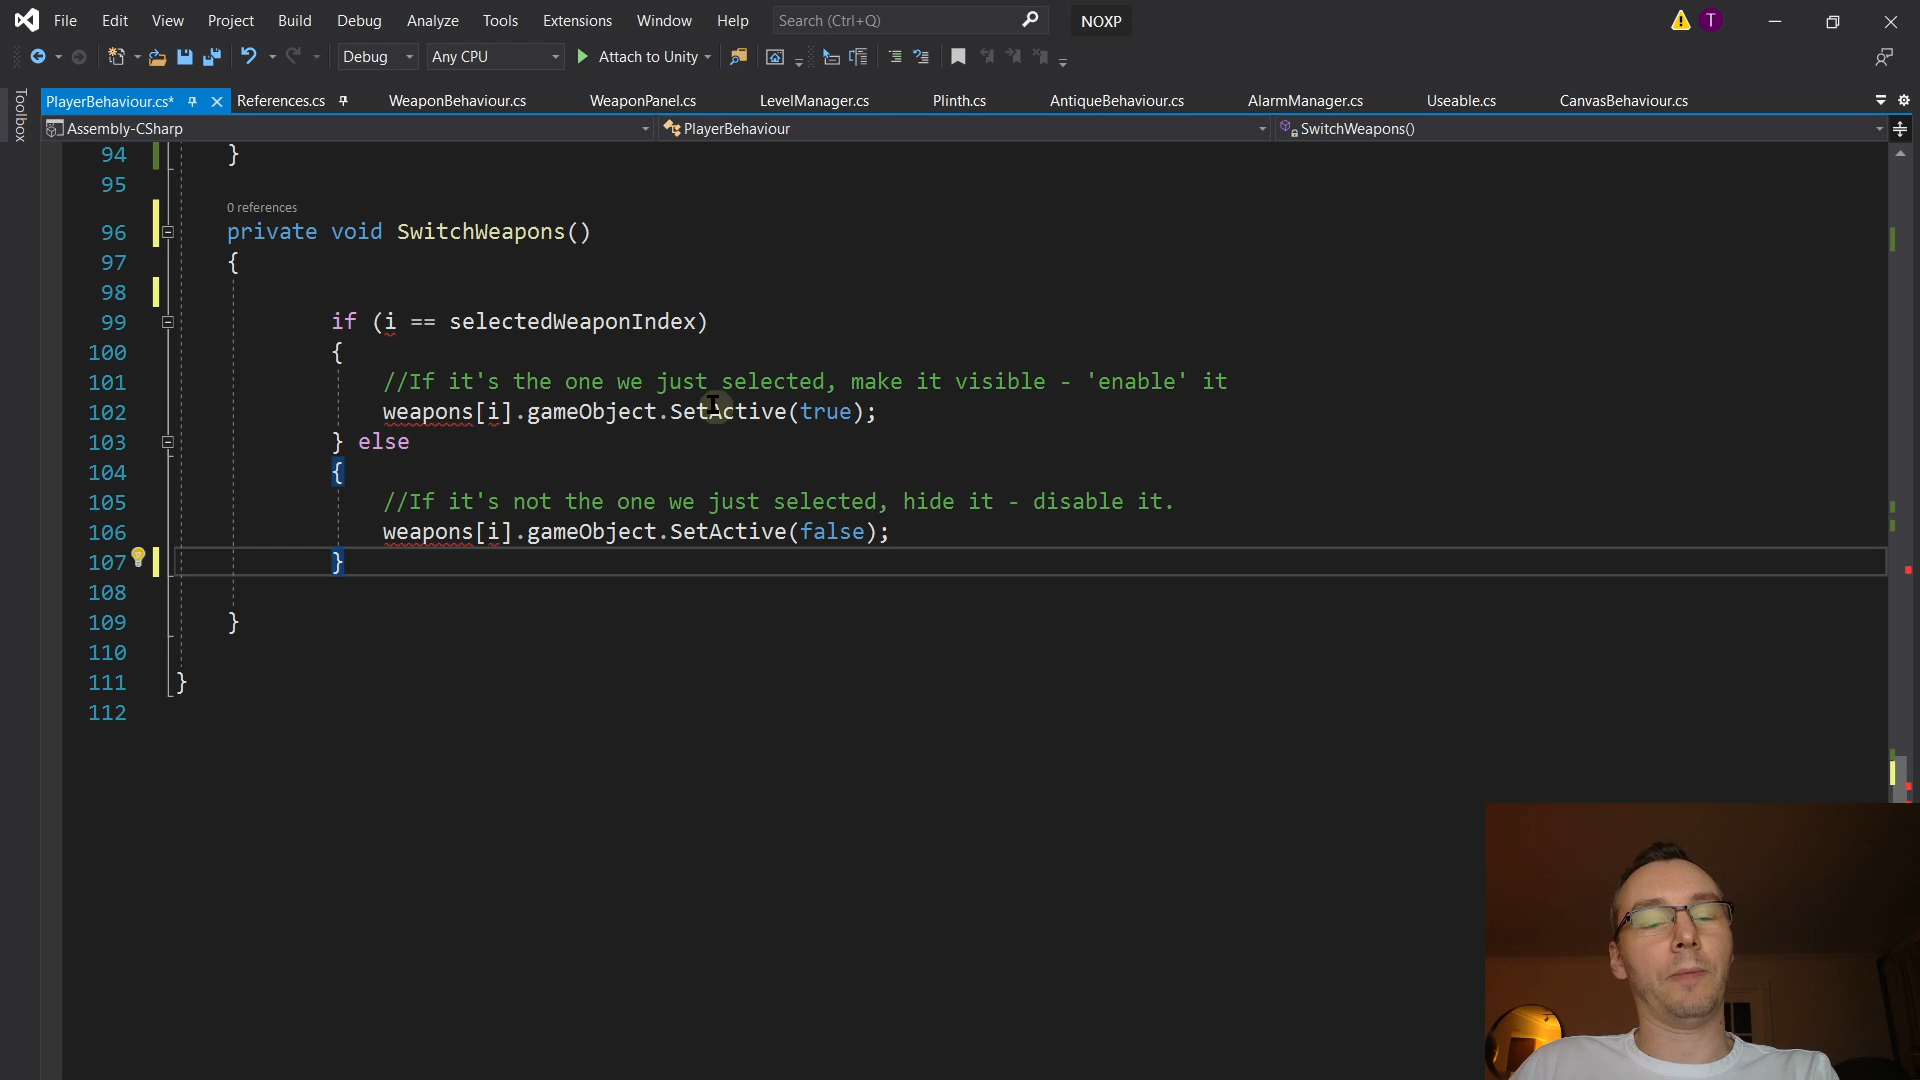 File Edit View Project Build Debug Analyze Tools Extensions Window Help Search (Ctrl+Q) NOXP T
Debug Any CPU Attach to Unity
Toolbox
PlayerBehaviour.cs* References.cs WeaponBehaviour.cs WeaponPanel.cs LevelManager.cs Plinth.cs AntiqueBehaviour.cs AlarmManager.cs Useable.cs CanvasBehaviour.cs
Assembly-CSharp PlayerBehaviour SwitchWeapons()
94 }
95
0 references
96 private void SwitchWeapons()
97 {
98
99 if (i == selectedWeaponIndex)
100 {
101 //If it's the one we just selected, make it visible - 'enable' it
102 weapons[i].gameObject.SetActive(true);
103 } else
104 {
105 //If it's not the one we just selected, hide it - disable it.
106 weapons[i].gameObject.SetActive(false);
107 }
108
109 }
110
111 }
112